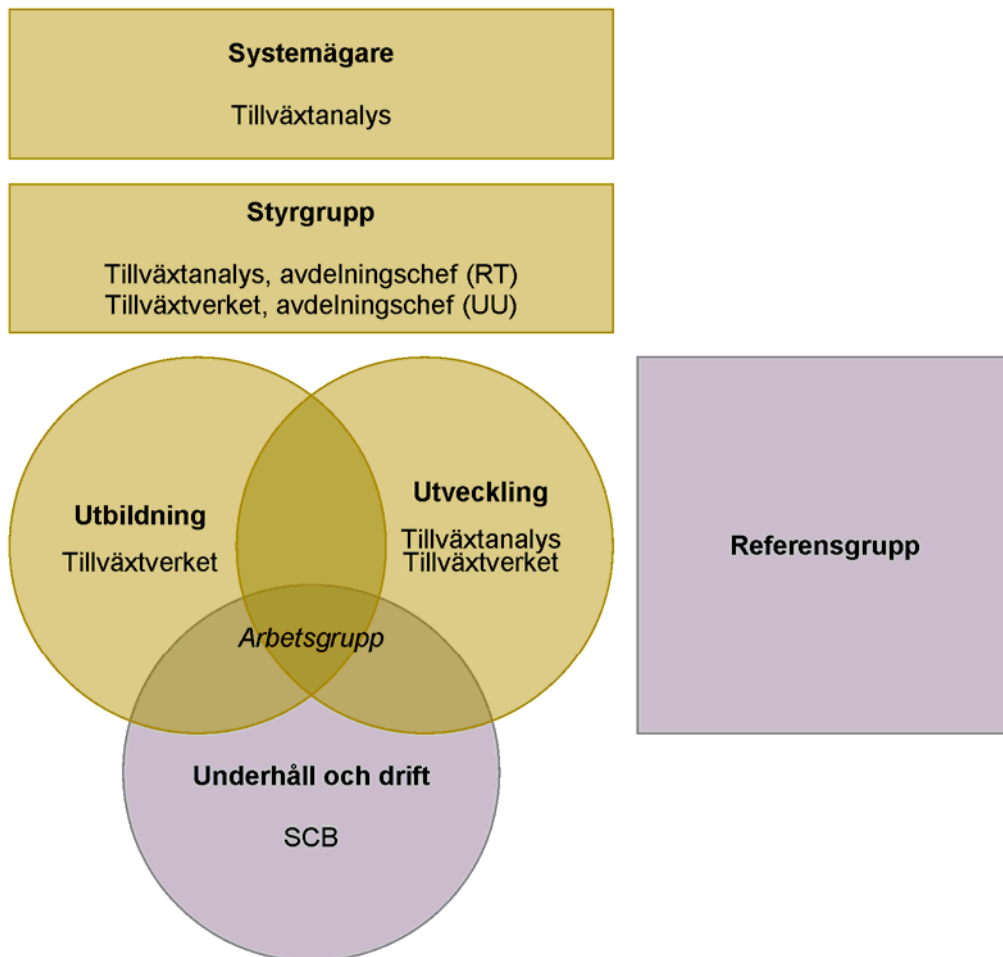 Systemägare
Tillväxtanalys
Styrgrupp
Tillväxtanalys, avdelningschef (RT)
Tillväxtverket, avdelningschef (UU)
Utbildning
Tillväxtverket
Utveckling
Tillväxtanalys
Tillväxtverket
Referensgrupp
Arbetsgrupp
Underhåll och drift
SCB